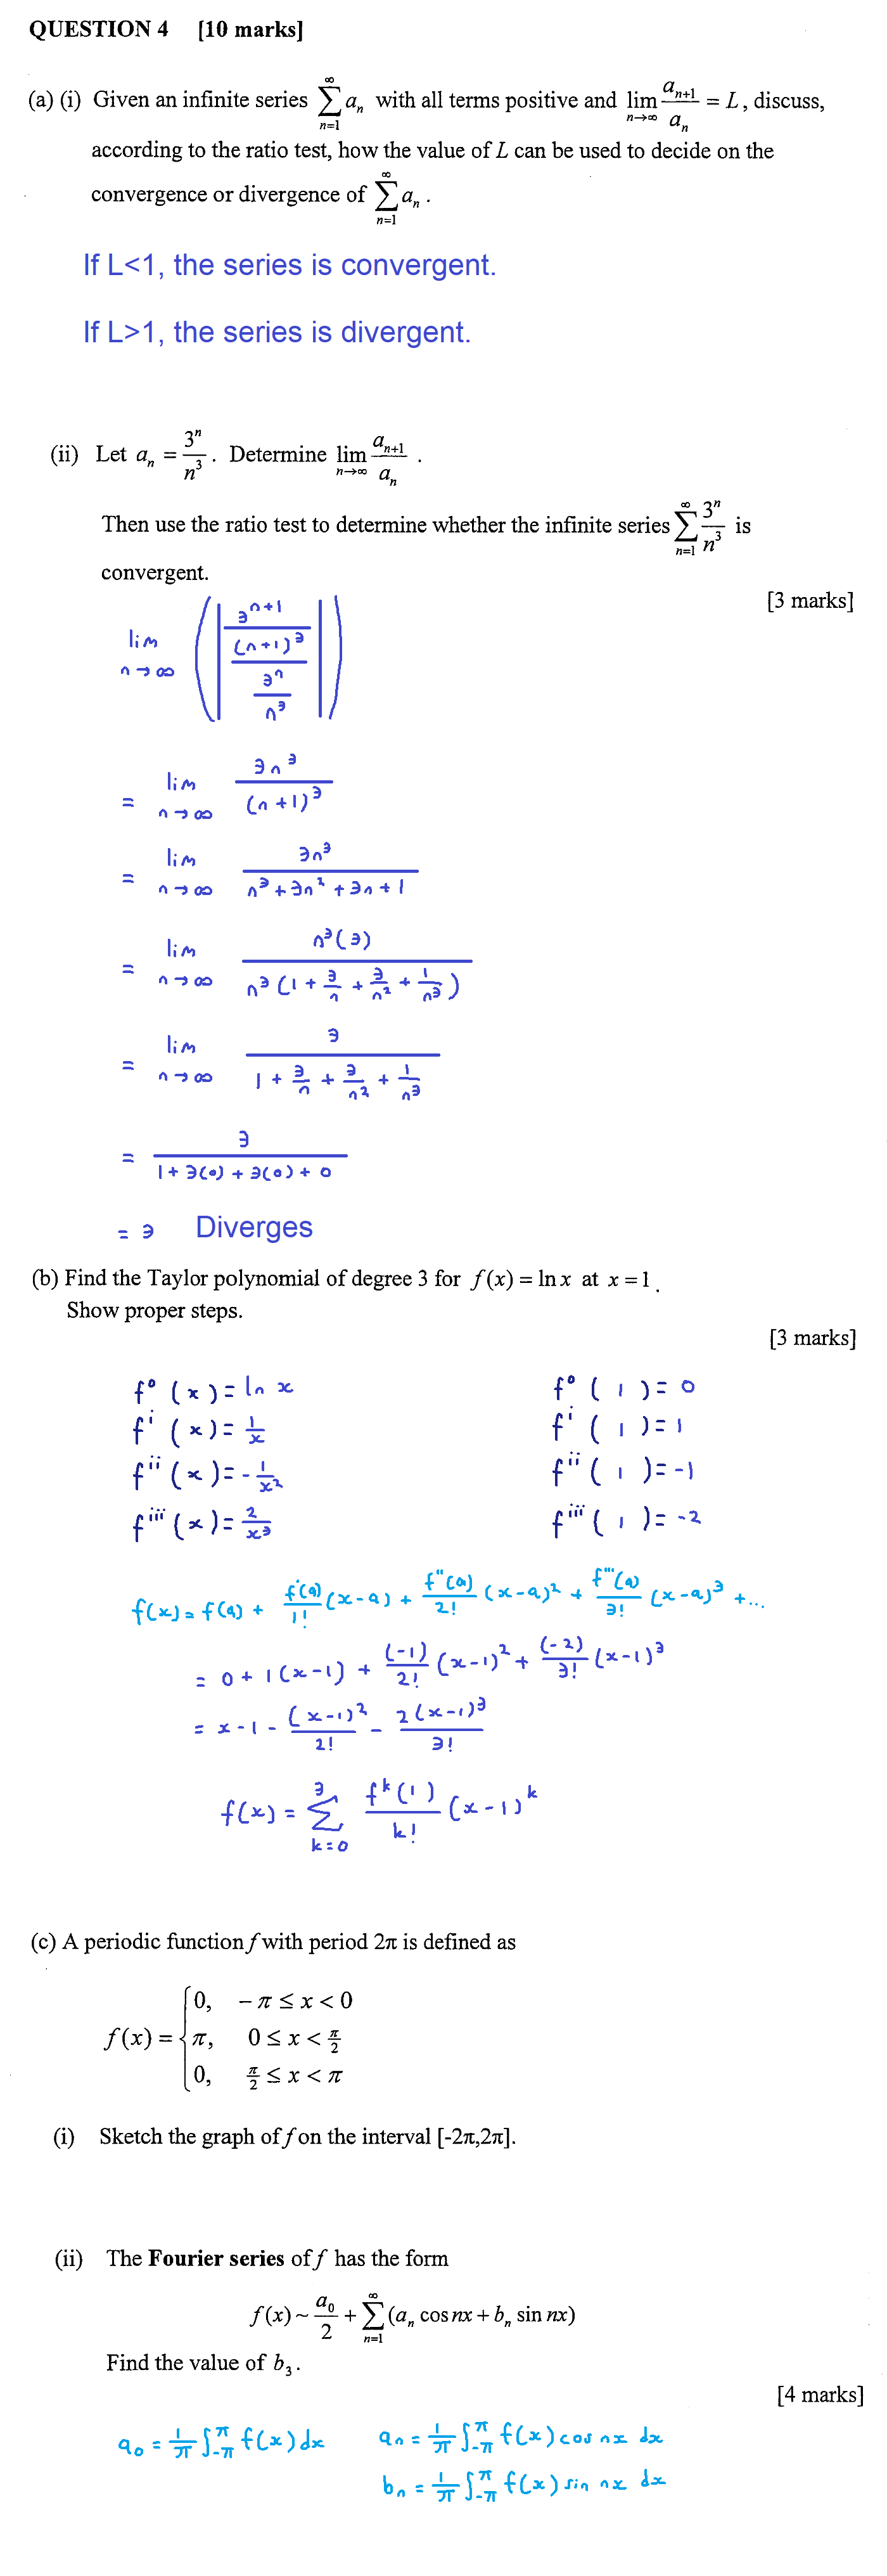 QUESTION 4 [10 marks]
(a) (i) Given an infinite series $\sum_{n=1}^{\infty} a_n$ with all terms positive and $\lim_{n\to\infty} \frac{a_{n+1}}{a_n} = L$, discuss,
according to the ratio test, how the value of L can be used to decide on the
convergence or divergence of $\sum_{n=1}^{\infty} a_n$.
If L<1, the series is convergent.
If L>1, the series is divergent.
(ii) Let $a_n = \frac{3^n}{n^3}$. Determine $\lim_{n\to\infty} \frac{a_{n+1}}{a_n}$.
Then use the ratio test to determine whether the infinite series $\sum_{n=1}^{\infty} \frac{3^n}{n^3}$ is
convergent.
[3 marks]
$\lim_{n\to\infty} \left( \left| \frac{\frac{3^{n+1}}{(n+1)^3}}{\frac{3^n}{n^3}} \right| \right)$
$= \lim_{n\to\infty} \frac{3n^3}{(n+1)^3}$
$= \lim_{n\to\infty} \frac{3n^3}{n^3+3n^2+3n+1}$
$= \lim_{n\to\infty} \frac{n^3(3)}{n^3(1+\frac{3}{n}+\frac{3}{n^2}+\frac{1}{n^3})}$
$= \lim_{n\to\infty} \frac{3}{1+\frac{3}{n}+\frac{3}{n^2}+\frac{1}{n^3}}$
$= \frac{3}{1+3(0)+3(0)+0}$
= 3 Diverges
(b) Find the Taylor polynomial of degree 3 for $f(x) = \ln x$ at $x = 1$.
Show proper steps.
[3 marks]
$f^{o}(x) = \ln x$ $f^{o}(1) = 0$
$f^{i}(x) = \frac{1}{x}$ $f^{i}(1) = 1$
$f^{ii}(x) = -\frac{1}{x^2}$ $f^{ii}(1) = -1$
$f^{iii}(x) = \frac{2}{x^3}$ $f^{iii}(1) = -2$
$f(x) = f(a) + \frac{f'(a)}{1!}(x-a) + \frac{f''(a)}{2!}(x-a)^2 + \frac{f'''(a)}{3!}(x-a)^3 + ...$
$= 0 + 1(x-1) + \frac{(-1)}{2!}(x-1)^2 + \frac{(-2)}{3!}(x-1)^3$
$= x - 1 - \frac{(x-1)^2}{2!} - \frac{2(x-1)^3}{3!}$
$f(x) = \sum_{k=0}^{3} \frac{f^k(1)}{k!}(x-1)^k$
(c) A periodic function f with period 2π is defined as
$f(x) = \begin{cases} 0, & -\pi \le x < 0 \\ \pi, & 0 \le x < \frac{\pi}{2} \\ 0, & \frac{\pi}{2} \le x < \pi \end{cases}$
(i) Sketch the graph of f on the interval [-2π,2π].
(ii) The Fourier series of f has the form
$f(x) \sim \frac{a_0}{2} + \sum_{n=1}^{\infty} (a_n \cos nx + b_n \sin nx)$
Find the value of $b_3$.
[4 marks]
$a_0 = \frac{1}{\pi} \int_{-\pi}^{\pi} f(x) dx$ $a_n = \frac{1}{\pi} \int_{-\pi}^{\pi} f(x) \cos nx \, dx$
$b_n = \frac{1}{\pi} \int_{-\pi}^{\pi} f(x) \sin nx \, dx$